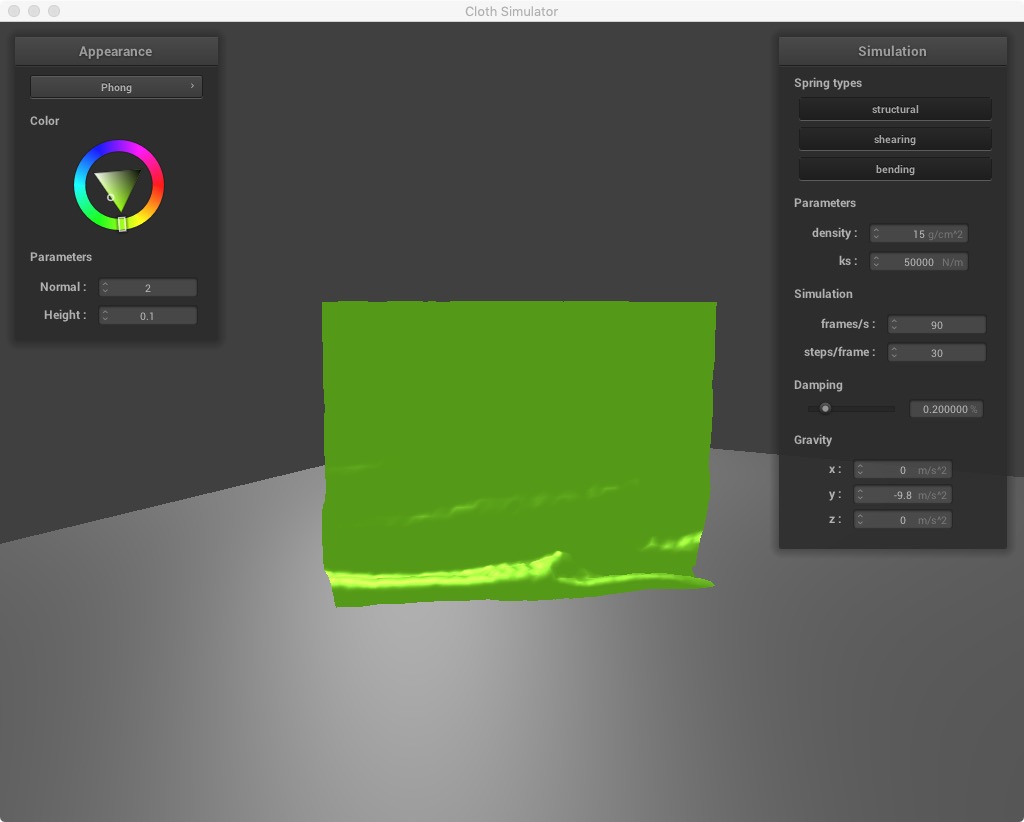 Cloth Simulator
Appearance
Phong
Color
Parameters
Normal : 2
Height : 0.1
Simulation
Spring types
structural
shearing
bending
Parameters
density : 15 g/cm^2
ks : 50000 N/m
Simulation
frames/s : 90
steps/frame : 30
Damping
0.200000 %
Gravity
x : 0 m/s^2
y : -9.8 m/s^2
z : 0 m/s^2